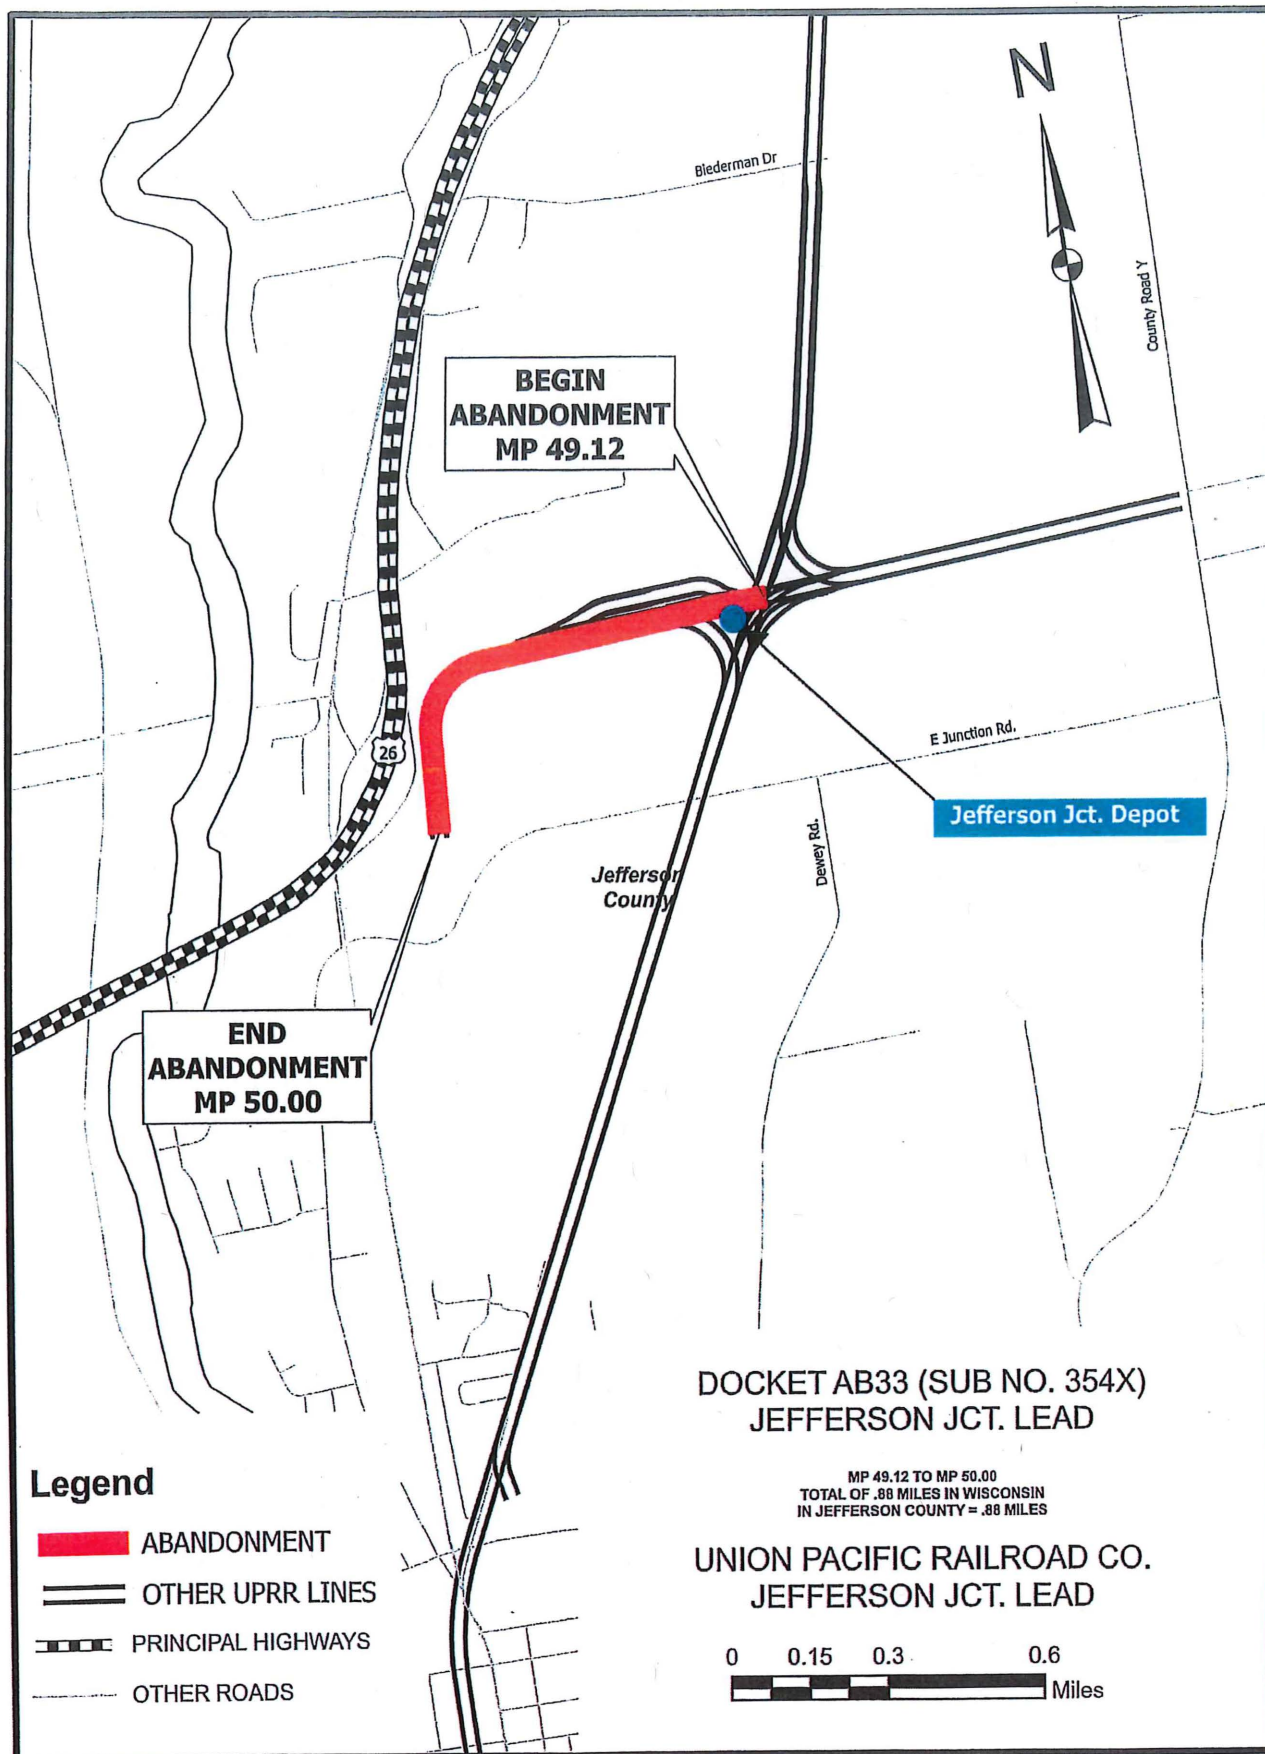 N
Biederman Dr
County Road Y
BEGIN
ABANDONMENT
MP 49.12
26
E Junction Rd.
Jefferson Jct. Depot
Dewey Rd.
Jefferson
County
END
ABANDONMENT
MP 50.00
DOCKET AB33 (SUB NO. 354X)
JEFFERSON JCT. LEAD
MP 49.12 TO MP 50.00
TOTAL OF .88 MILES IN WISCONSIN
IN JEFFERSON COUNTY = .88 MILES
UNION PACIFIC RAILROAD CO.
JEFFERSON JCT. LEAD
0 0.15 0.3 0.6
Miles
Legend
ABANDONMENT
OTHER UPRR LINES
PRINCIPAL HIGHWAYS
OTHER ROADS